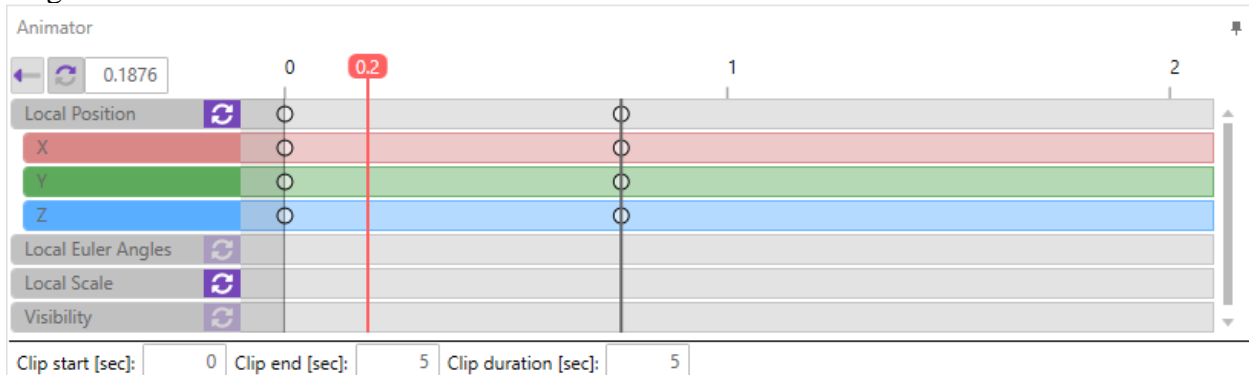 Animator
0.1876 0 0.2 1 2
Local Position
X
Y
Z
Local Euler Angles
Local Scale
Visibility
Clip start [sec]: 0 Clip end [sec]: 5 Clip duration [sec]: 5